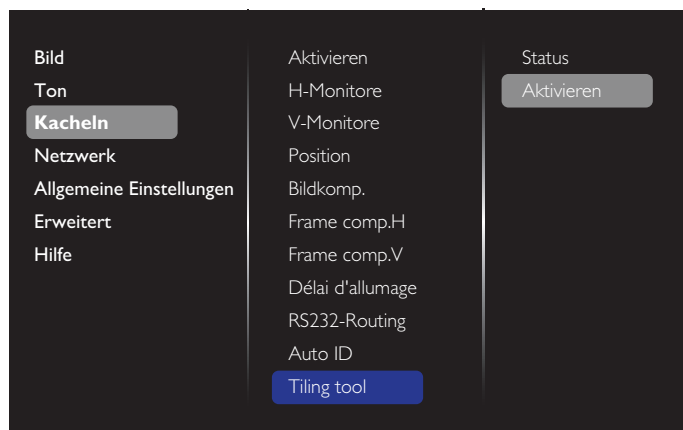 Bild
Ton
Kacheln
Netzwerk
Allgemeine Einstellungen
Erweitert
Hilfe
Aktivieren
H-Monitore
V-Monitore
Position
Bildkomp.
Frame comp.H
Frame comp.V
Délai d'allumage
RS232-Routing
Auto ID
Tiling tool
Status
Aktivieren